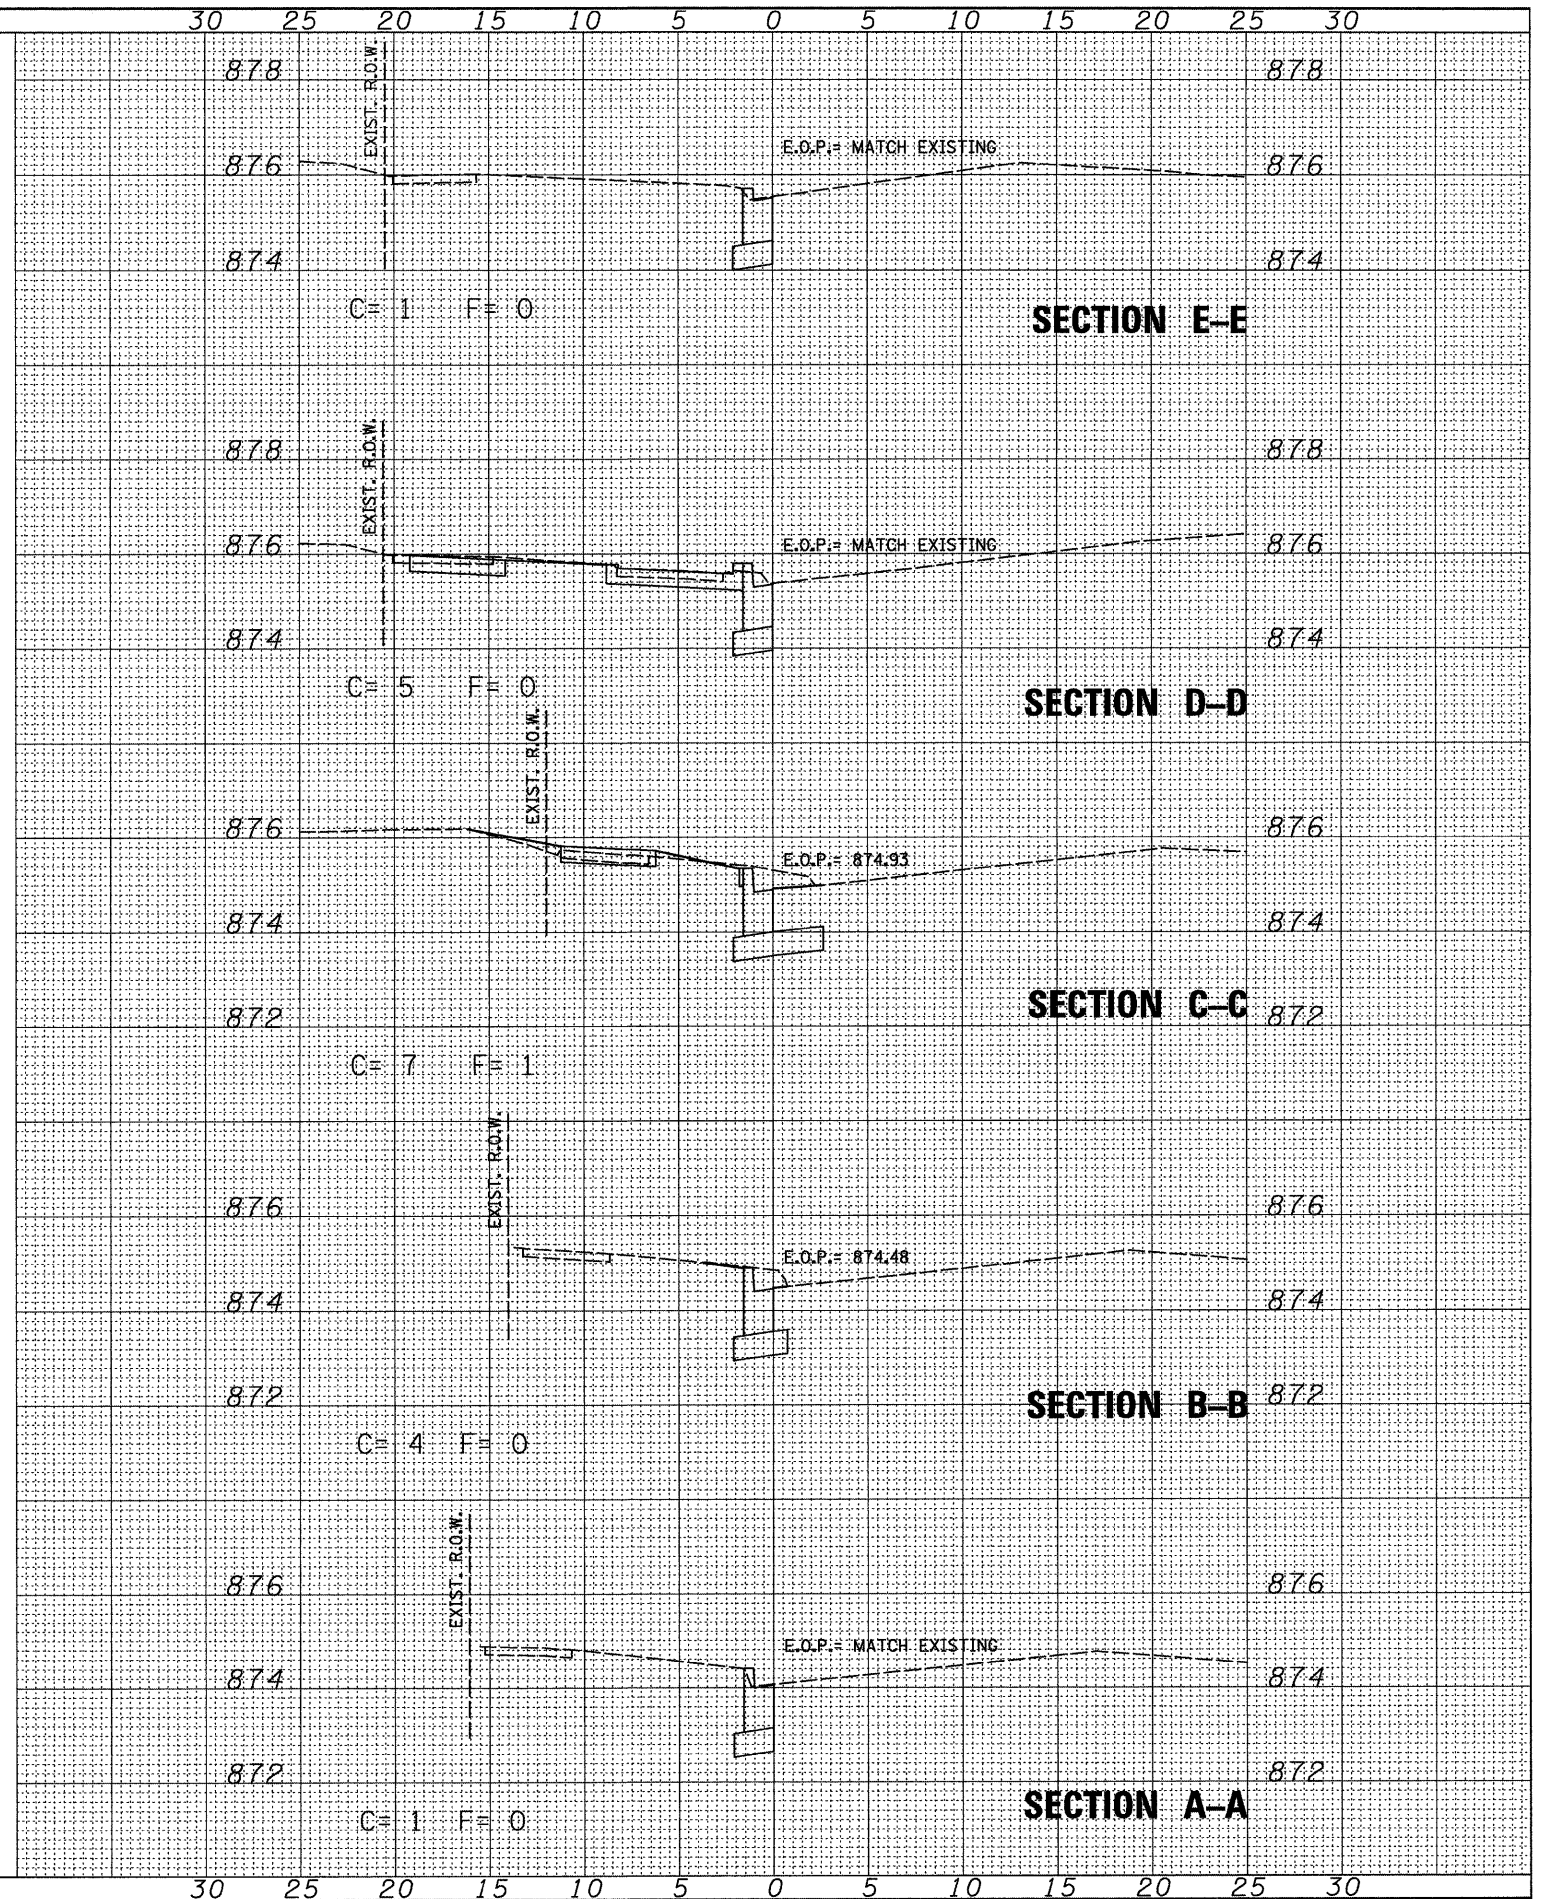 30 25 20 15 10 5 0 5 10 15 20 25 30
EXIST. R.O.W.
878 878
E.O.P.= MATCH EXISTING
876 876
874 874
C= 1 F= 0
SECTION E–E
EXIST. R.O.W.
878 878
E.O.P.= MATCH EXISTING
876 876
874 874
C= 5 F= 0
SECTION D–D
EXIST. R.O.W.
876 876
E.O.P.= 874.93
874 874
SECTION C–C
872 872
C= 7 F= 1
EXIST. R.O.W.
876 876
E.O.P.= 874.48
874 874
872 872
SECTION B–B
C= 4 F= 0
EXIST. R.O.W.
876 876
E.O.P.= MATCH EXISTING
874 874
872 872
SECTION A–A
C= 1 F= 0
30 25 20 15 10 5 0 5 10 15 20 25 30